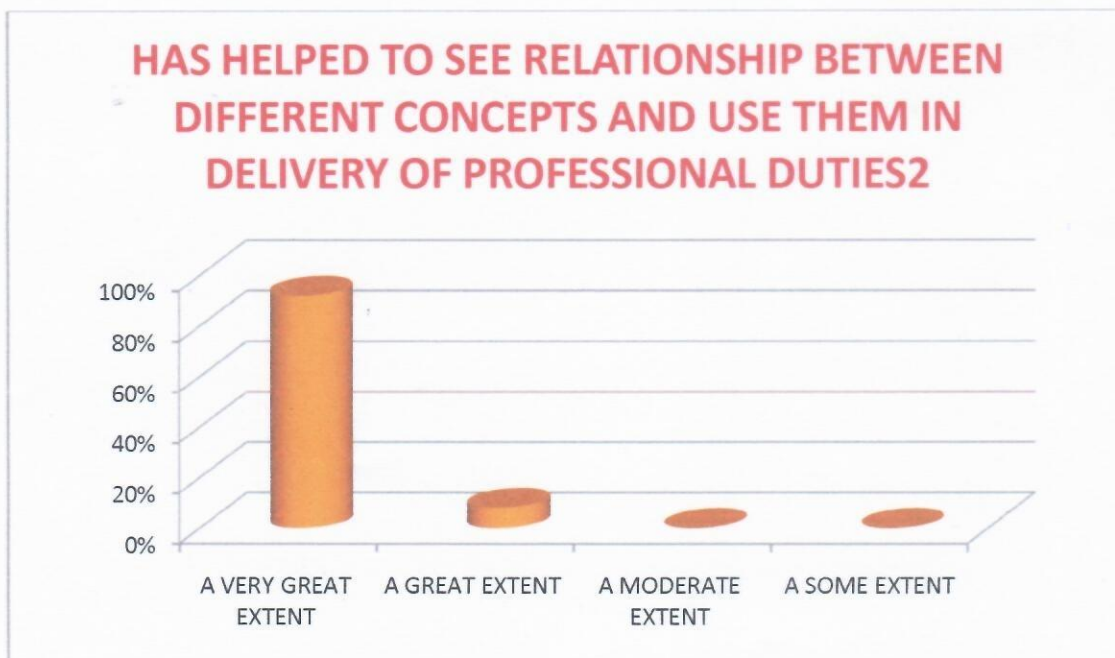 HAS HELPED TO SEE RELATIONSHIP BETWEEN
DIFFERENT CONCEPTS AND USE THEM IN
DELIVERY OF PROFESSIONAL DUTIES2
100%
80%
60%
40%
20%
0%
A VERY GREAT
EXTENT
A GREAT EXTENT
A MODERATE
EXTENT
A SOME EXTENT